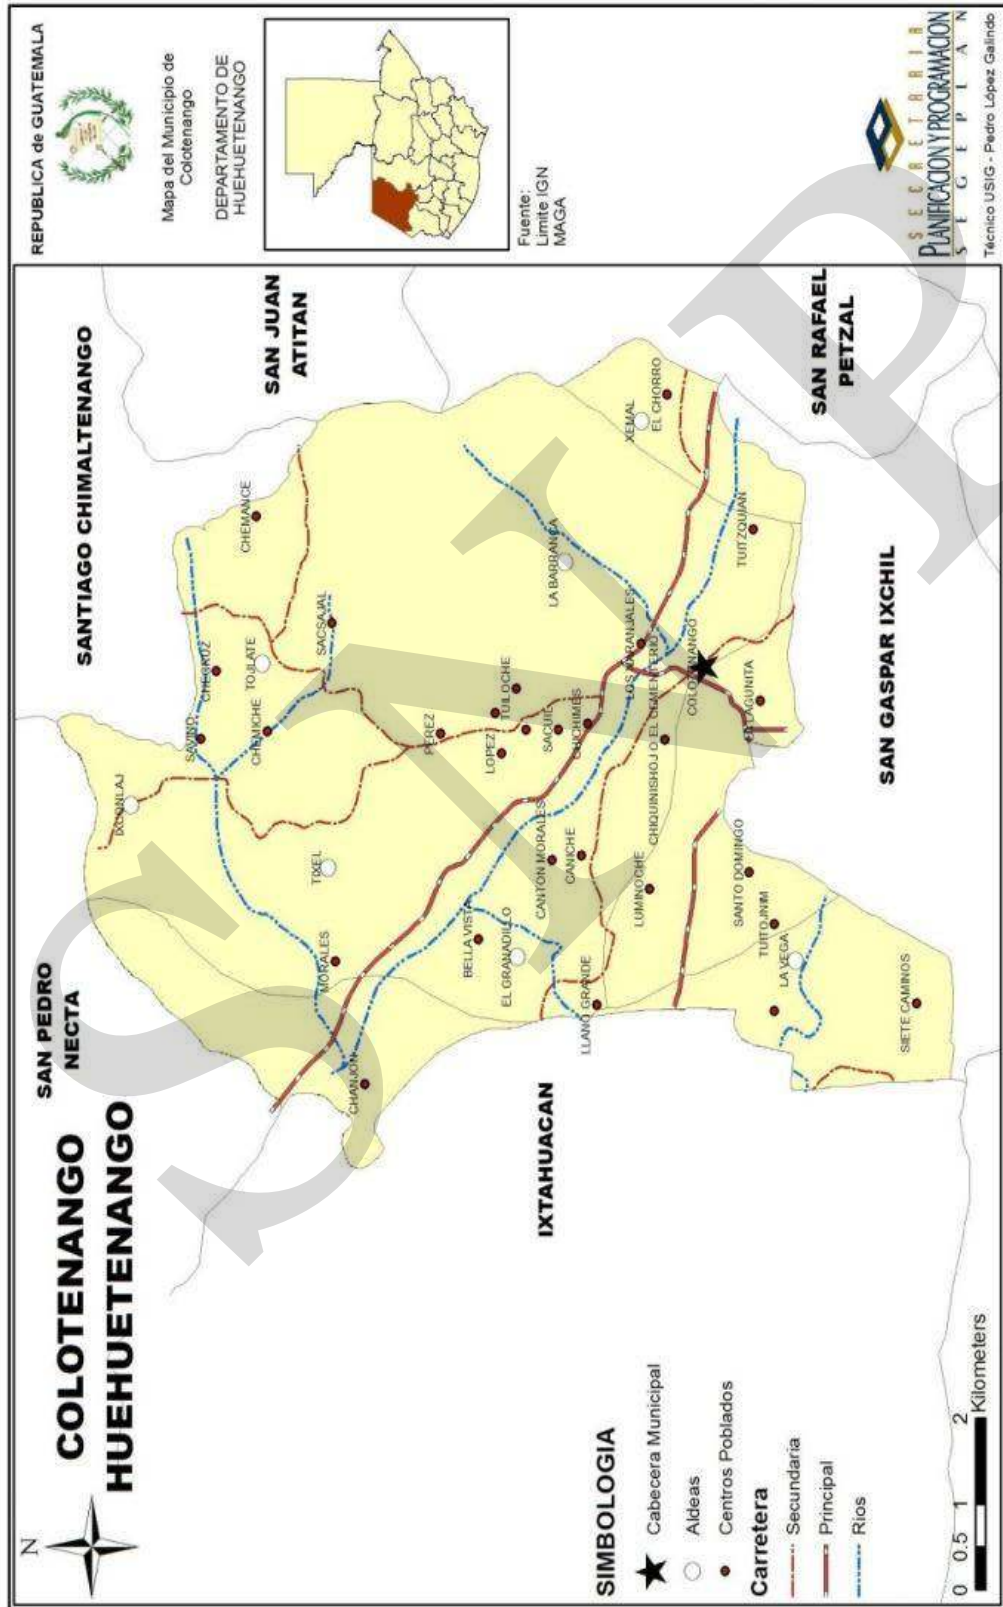 COLOTENANGO
HUEHUETENANGO
N
SAN PEDRO
NECTA
SANTIAGO CHIMALTENANGO
SAN JUAN
ATITAN
SAN RAFAEL
PETZAL
SAN GASPAR IXCHIL
IXTAHUACAN
IXCONLAJ
SAVINO
CHECRUZ
CHEMANCE
TOJLATE
CHEMICHE
SACSAJAL
TIXEL
MORALES
CHANJON
PEREZ
LOPEZ
TUILOCHE
SACUIL
CHICHIMES
BELLA VISTA
EL GRANADILLO
CANTON MORALES
CANICHE
LLANO GRANDE
LUMINOCHE
CHIQUINISHOJ O EL CEMENTERIO
LOS NARANJALES
COLOTENANGO
LA BARRANCA
XEMAL
EL CHORRO
TUITZQUIAN
LA LAGUNITA
SANTO DOMINGO
TUITOJNIM
LA VEGA
SIETE CAMINOS
SIMBOLOGIA
Cabecera Municipal
Aldeas
Centros Poblados
Carretera
Secundaria
Principal
Rios
0 0.5 1 2
Kilometers
REPUBLICA de GUATEMALA
Mapa del Municipio de
Colotenango
DEPARTAMENTO DE
HUEHUETENANGO
Fuente:
Limite IGN
MAGA
SECRETARIA
PLANIFICACION Y PROGRAMACION
SEGEPLAN
Técnico USIG - Pedro López Galindo